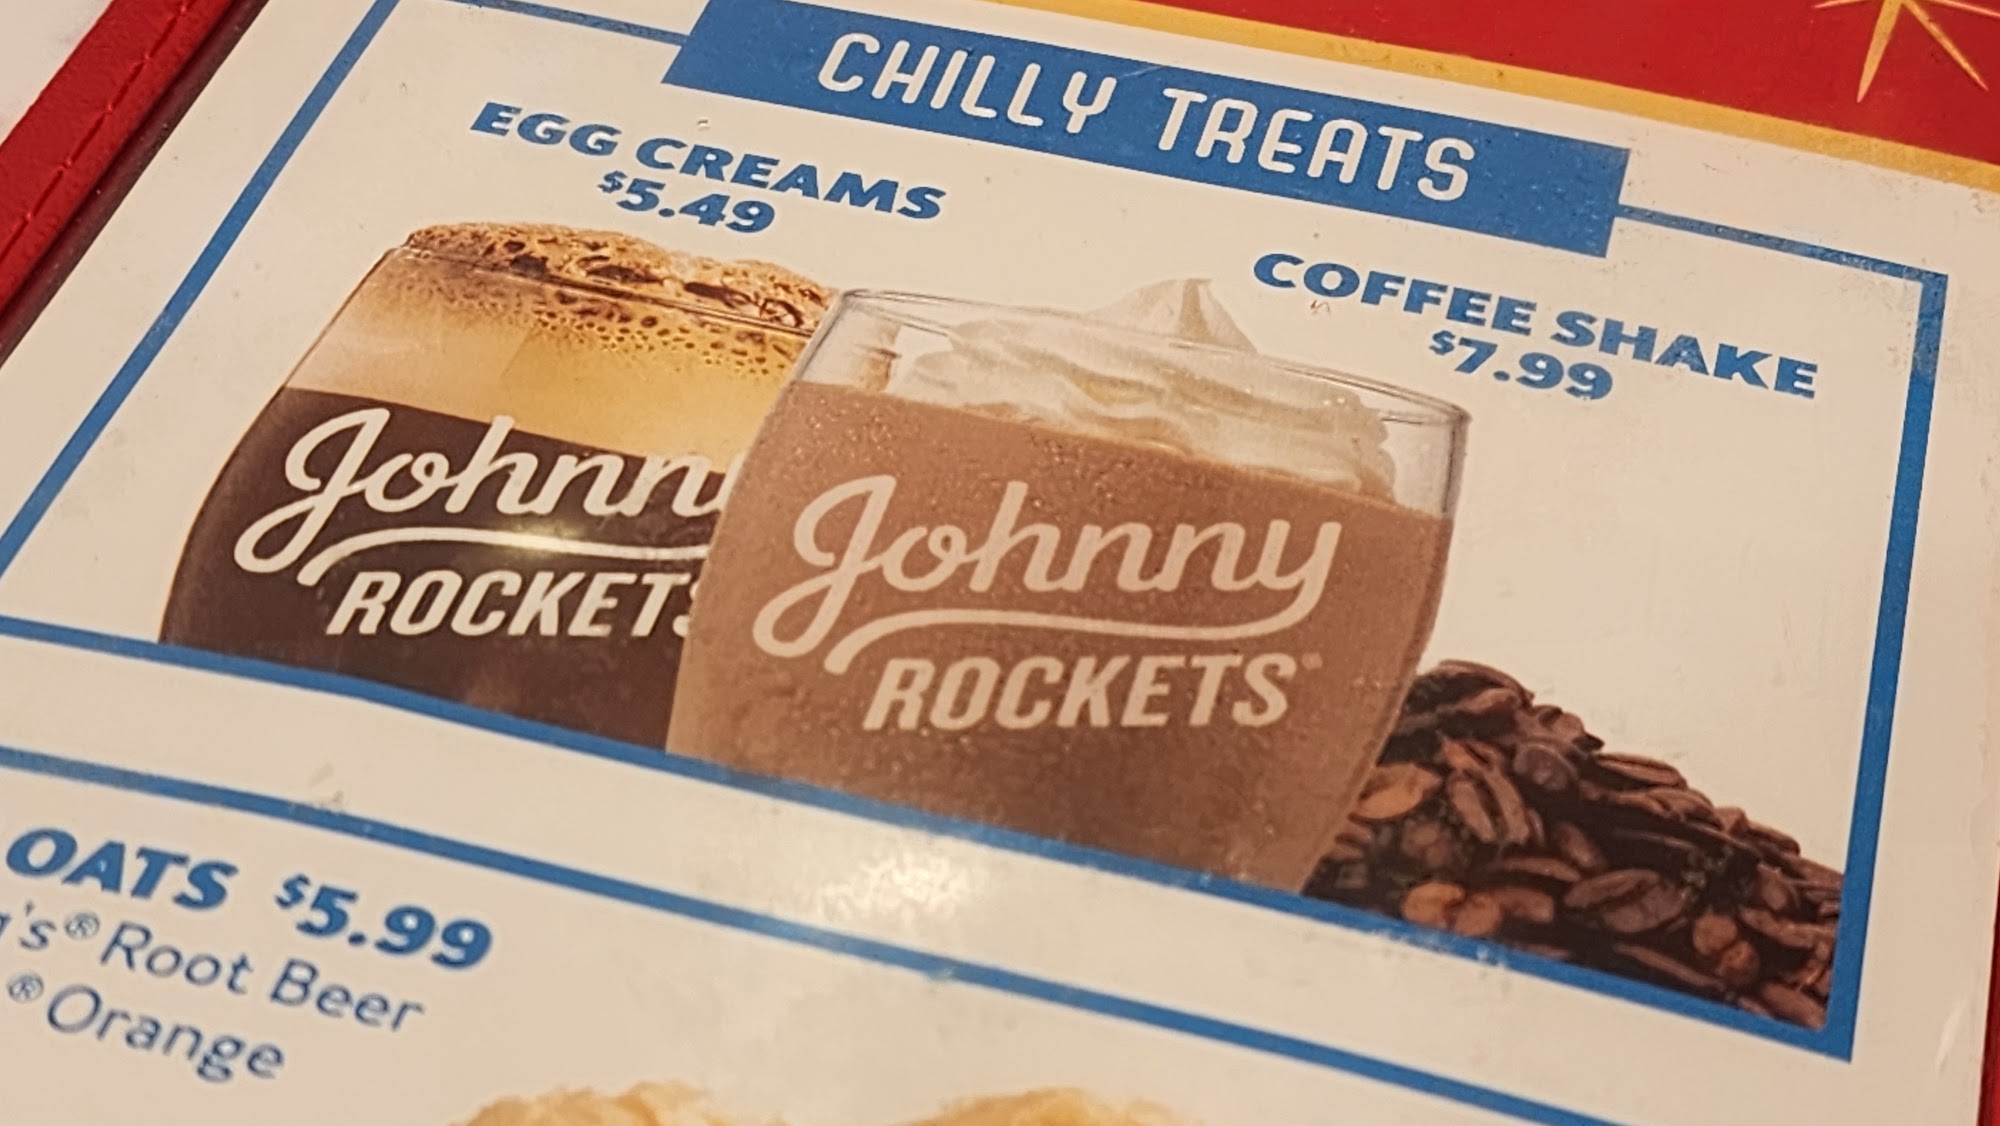 CHILLY TREATS
EGG CREAMS
$5.49
COFFEE SHAKE
$7.99
Johnn
ROCKETS
Johnny
ROCKETS
OATS $5.99
's® Root Beer
® Orange